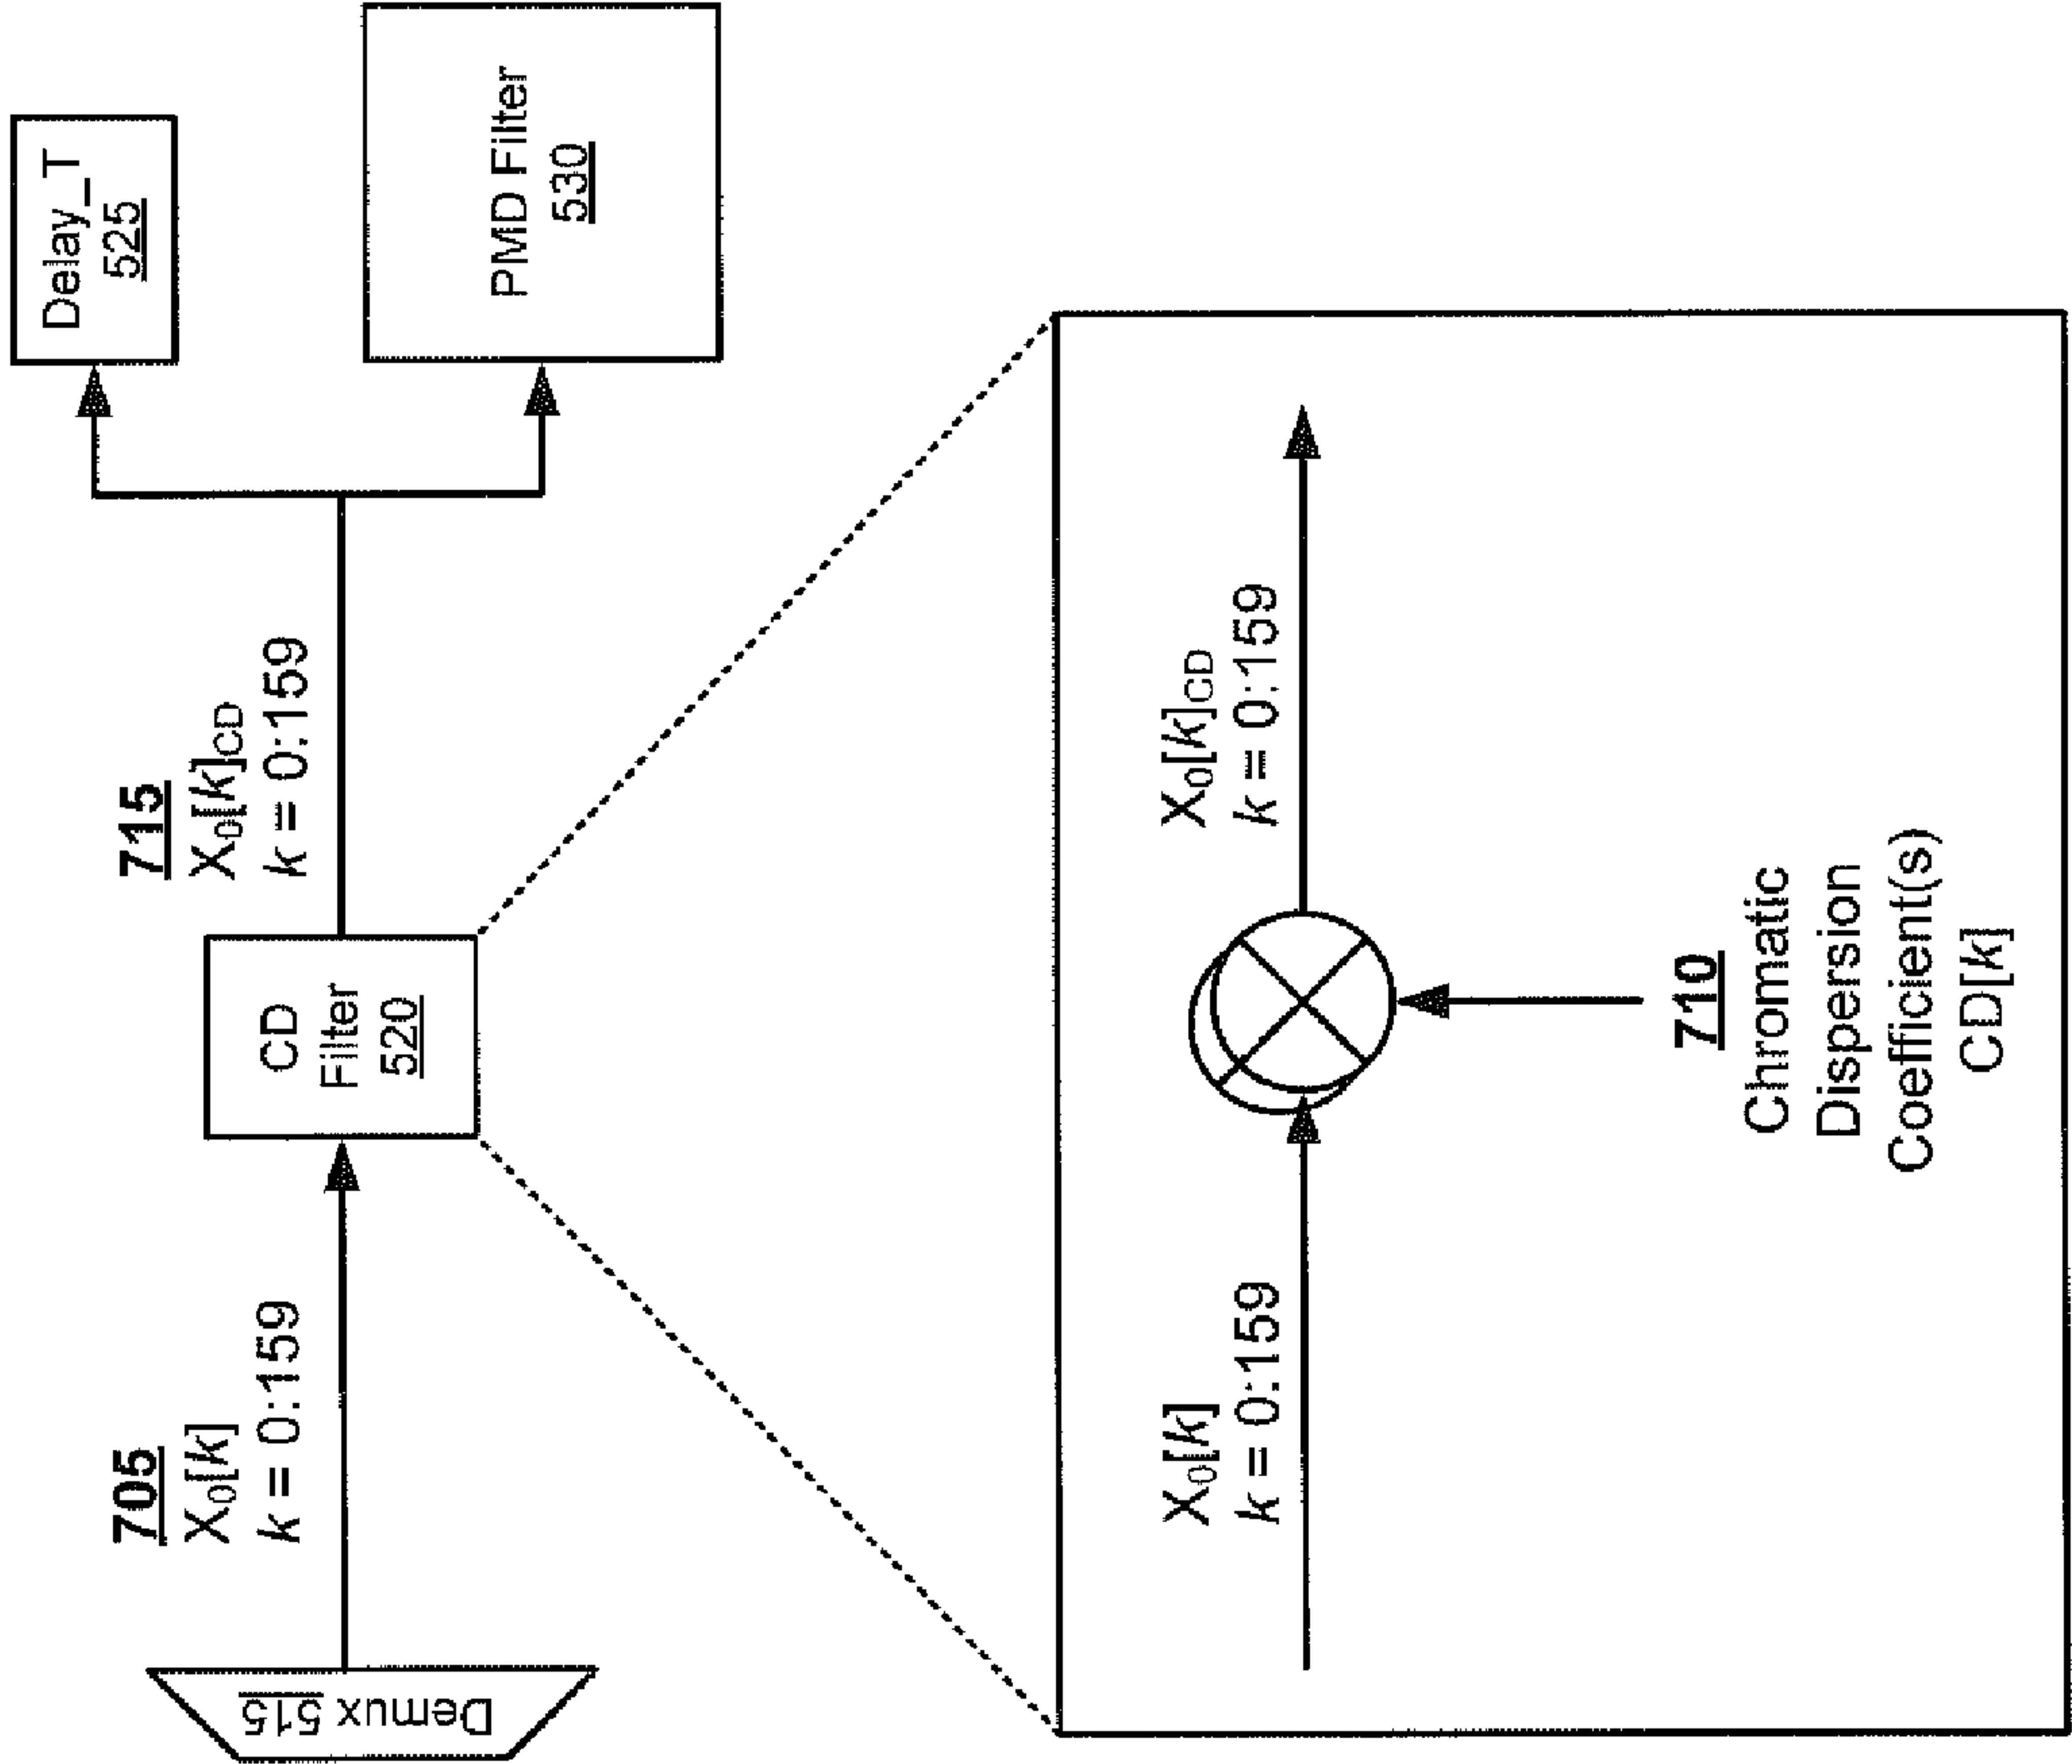 Demux 515
705
X0[k]
k = 0:159
CD
Filter
520
715
X0[k]CD
k = 0:159
Delay_T
525
PMD Filter
530
X0[k]
k = 0:159
X0[k]CD
k = 0:159
710
Chromatic
Dispersion
Coefficient(s)
CD[k]